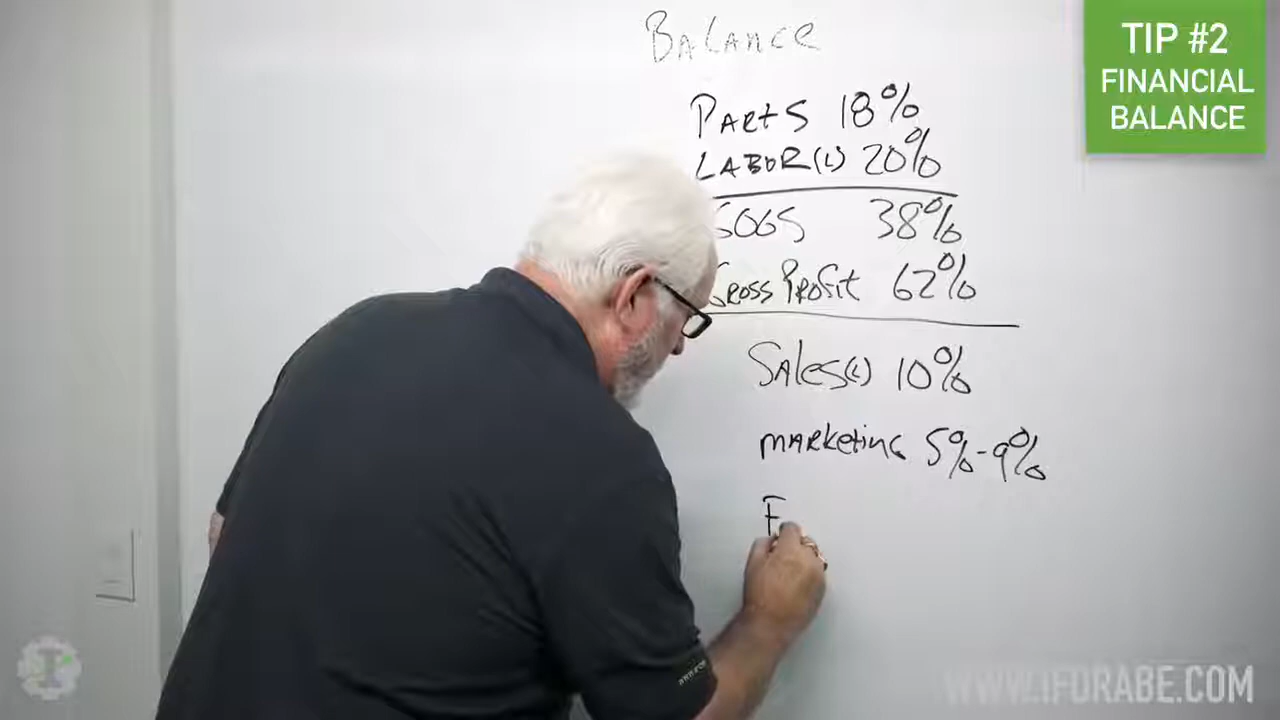 Balance
TIP #2
FINANCIAL
BALANCE
Parts 18%
LABOR(L) 20%
COGS 38%
Gross Profit 62%
Sales(L) 10%
marketing 5%-9%
F
WWW.IFORABE.COM